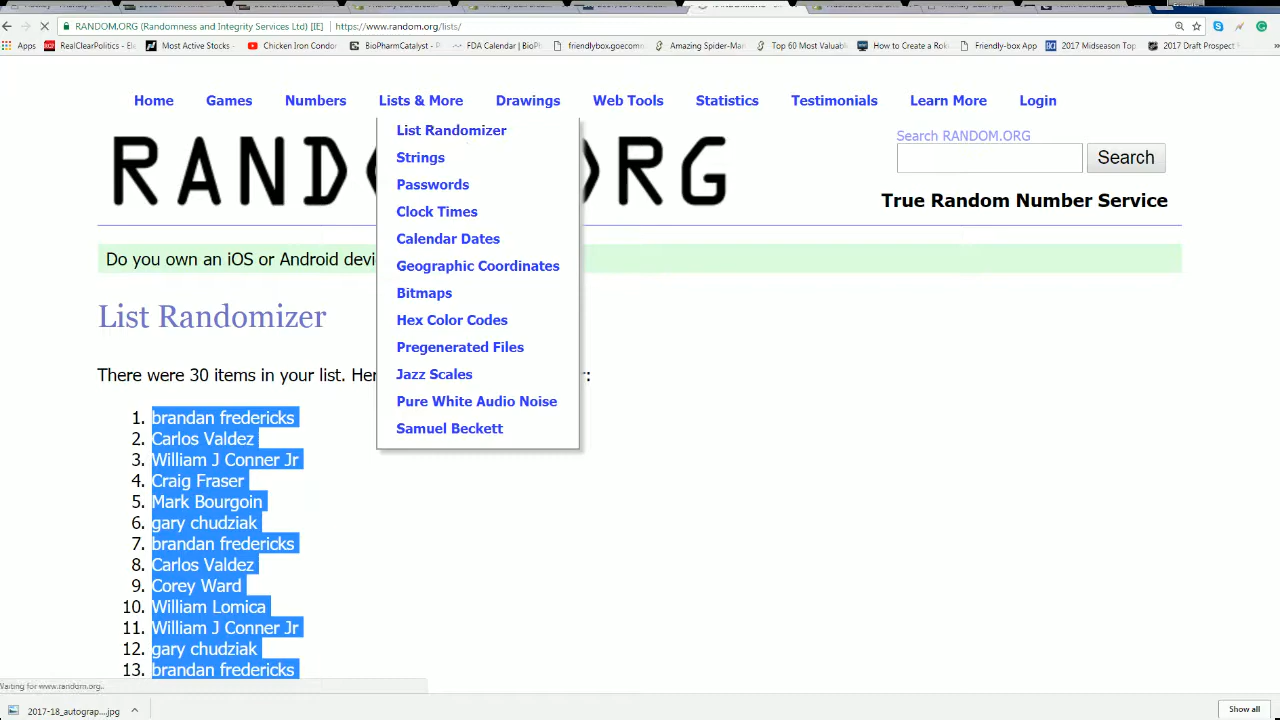 RANDOM.ORG (Randomness and Integrity Services Ltd) [IE] https://www.random.org/lists/
Apps RealClearPolitics - Ele Most Active Stocks - Chicken Iron Condor BioPharmCatalyst - P FDA Calendar | BioP friendlybox.goecomm Amazing Spider-Man Top 60 Most Valuabl How to Create a Rok Friendly-box App 2017 Midseason Top 2017 Draft Prospect
Home Games Numbers Lists & More Drawings Web Tools Statistics Testimonials Learn More Login
List Randomizer
Strings
Passwords
Clock Times
Calendar Dates
Geographic Coordinates
Bitmaps
Hex Color Codes
Pregenerated Files
Jazz Scales
Pure White Audio Noise
Samuel Beckett
RAND RG
Search RANDOM.ORG
Search
True Random Number Service
Do you own an iOS or Android devi
List Randomizer
There were 30 items in your list. Her :
1. brandan fredericks
2. Carlos Valdez
3. William J Conner Jr
4. Craig Fraser
5. Mark Bourgoin
6. gary chudziak
7. brandan fredericks
8. Carlos Valdez
9. Corey Ward
10. William Lomica
11. William J Conner Jr
12. gary chudziak
13. brandan fredericks
Waiting for www.random.org...
2017-18_autograp....jpg
Show all